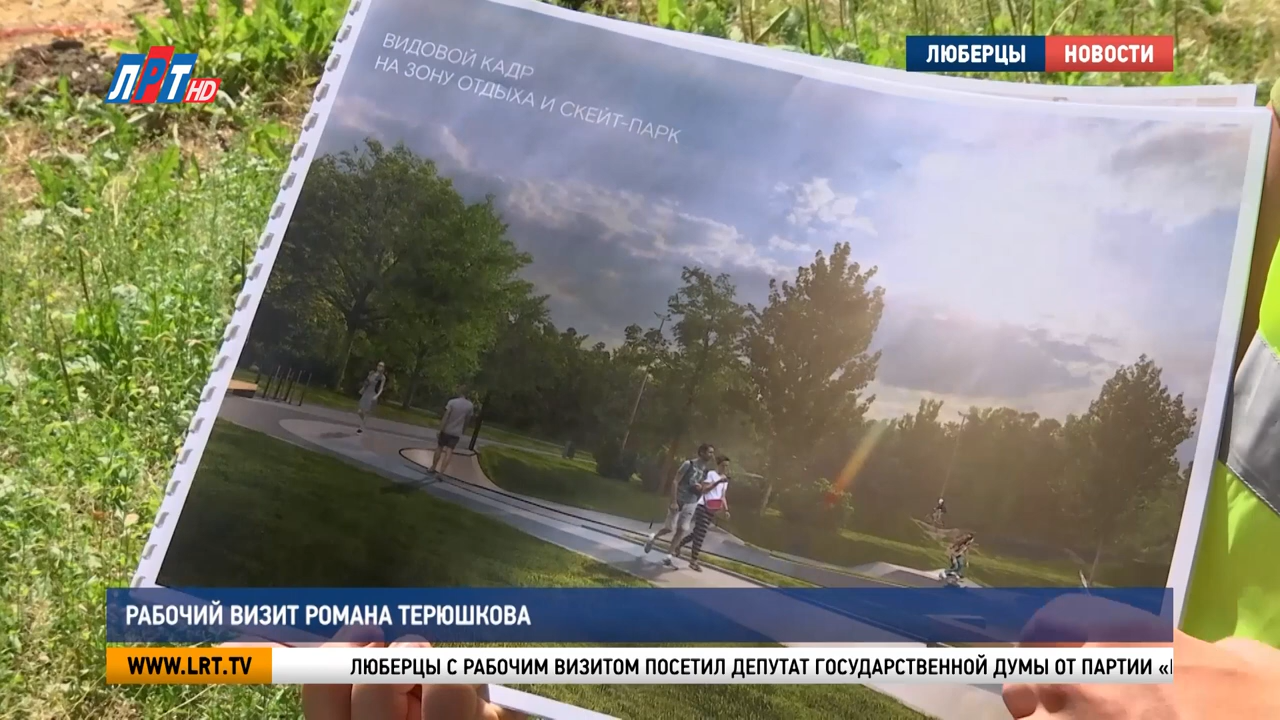 ЛРТ HD
ЛЮБЕРЦЫ НОВОСТИ
ВИДОВОЙ КАДР
НА ЗОНУ ОТДЫХА И СКЕЙТ-ПАРК
РАБОЧИЙ ВИЗИТ РОМАНА ТЕРЮШКОВА
WWW.LRT.TV
ЛЮБЕРЦЫ С РАБОЧИМ ВИЗИТОМ ПОСЕТИЛ ДЕПУТАТ ГОСУДАРСТВЕННОЙ ДУМЫ ОТ ПАРТИИ «